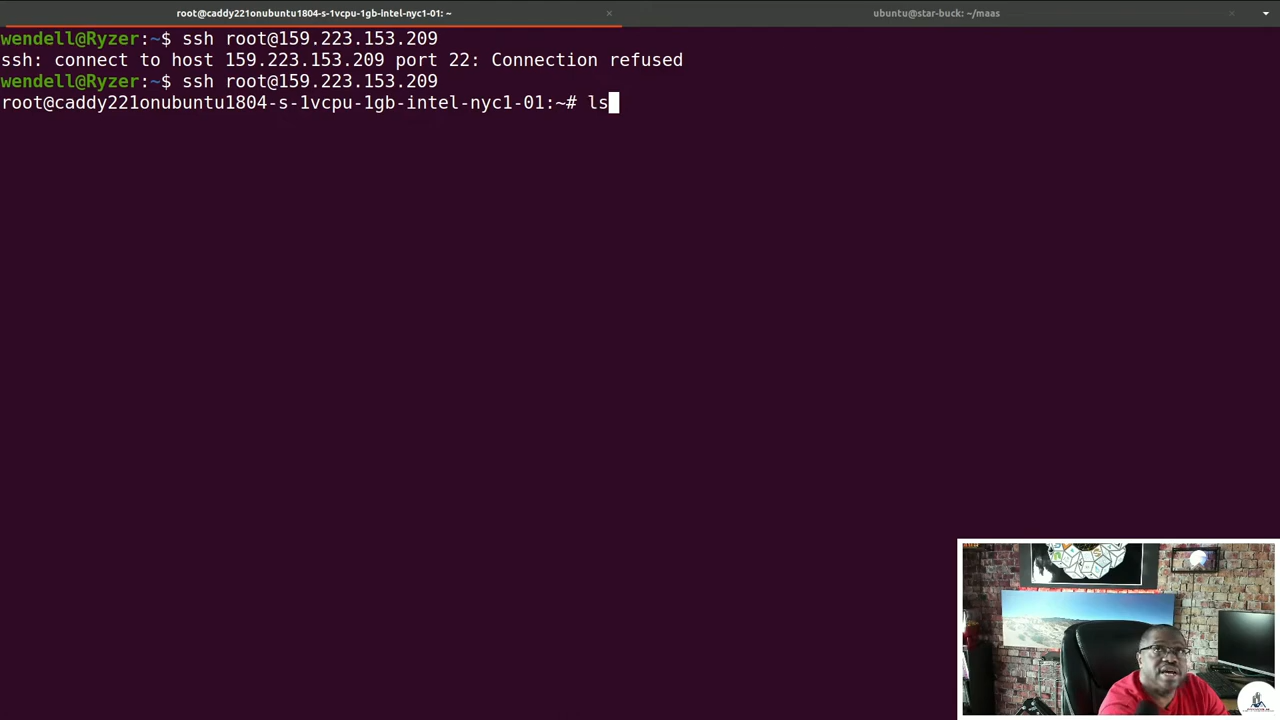 root@caddy221onubuntu1804-s-1vcpu-1gb-intel-nyc1-01: ~
ubuntu@star-buck: ~/maas
wendell@Ryzer:~$ ssh root@159.223.153.209
ssh: connect to host 159.223.153.209 port 22: Connection refused
wendell@Ryzer:~$ ssh root@159.223.153.209
root@caddy221onubuntu1804-s-1vcpu-1gb-intel-nyc1-01:~# ls